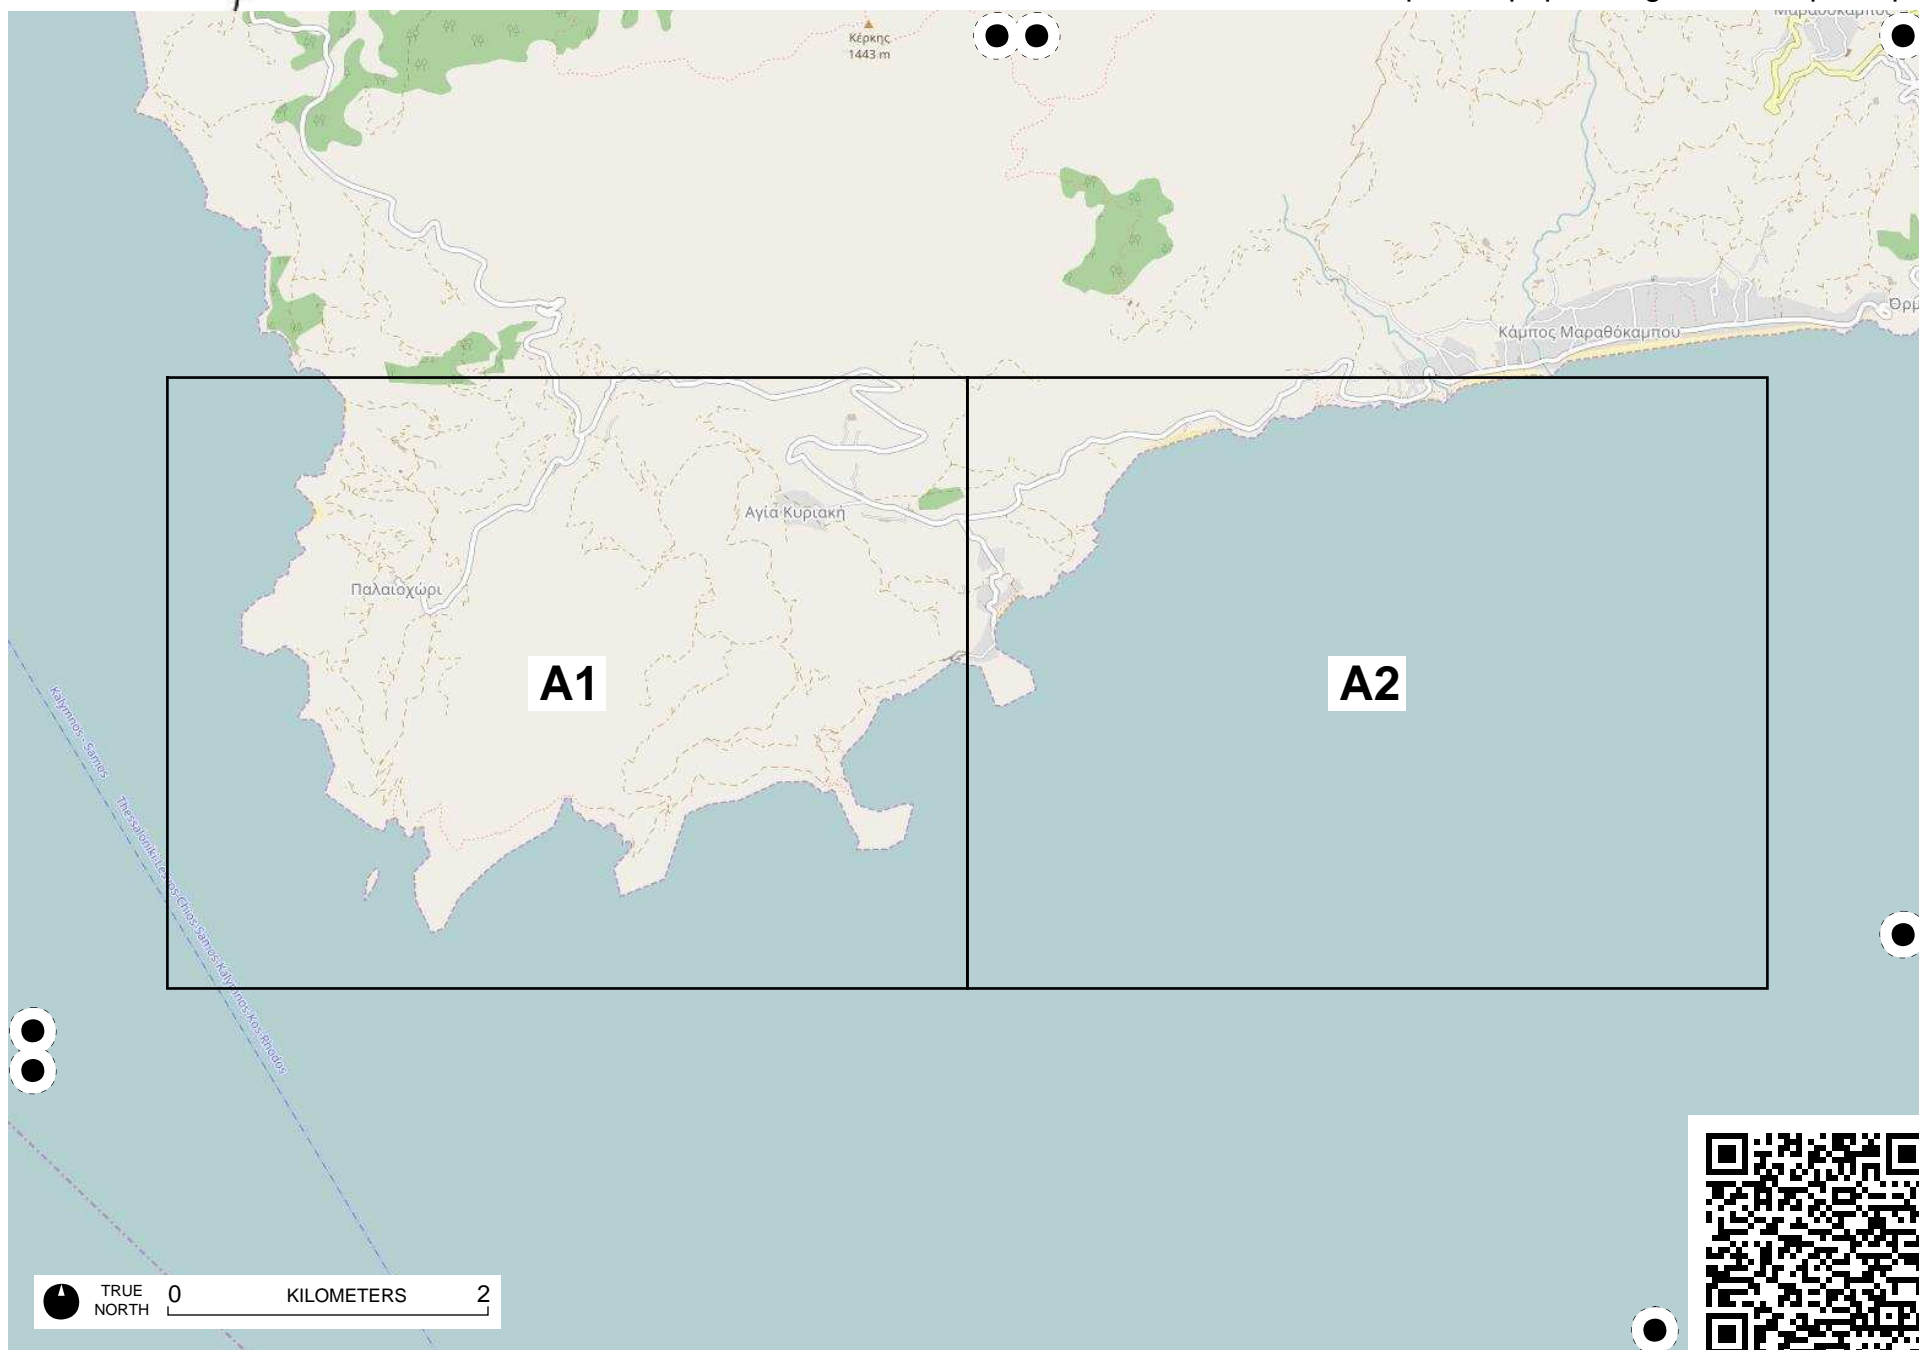 Κέρκης
1443 m
Κάμπος Μαραθόκαμπου
Αγία Κυριακή
Παλαιοχώρι
A1
A2
Kalymnos - Samos
Thessaloniki-Lesvos-Chios-Samos-Kalymnos-Kos-Rhodos
TRUE
NORTH
0
KILOMETERS
2